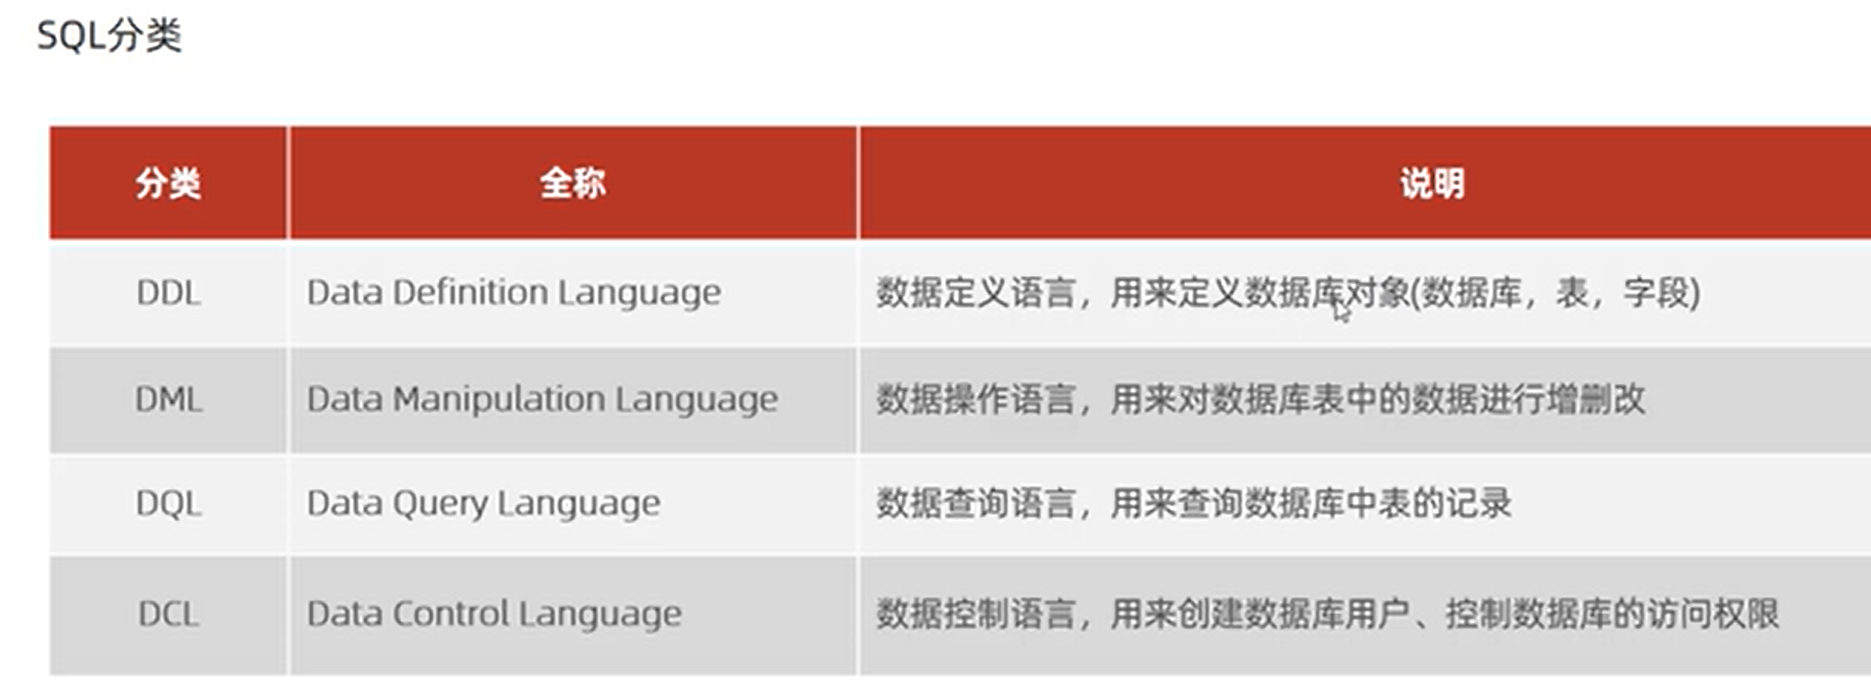 SQL分类
分类 全称 说明
DDL Data Definition Language 数据定义语言，用来定义数据库对象(数据库，表，字段)
DML Data Manipulation Language 数据操作语言，用来对数据库表中的数据进行增删改
DQL Data Query Language 数据查询语言，用来查询数据库中表的记录
DCL Data Control Language 数据控制语言，用来创建数据库用户、控制数据库的访问权限